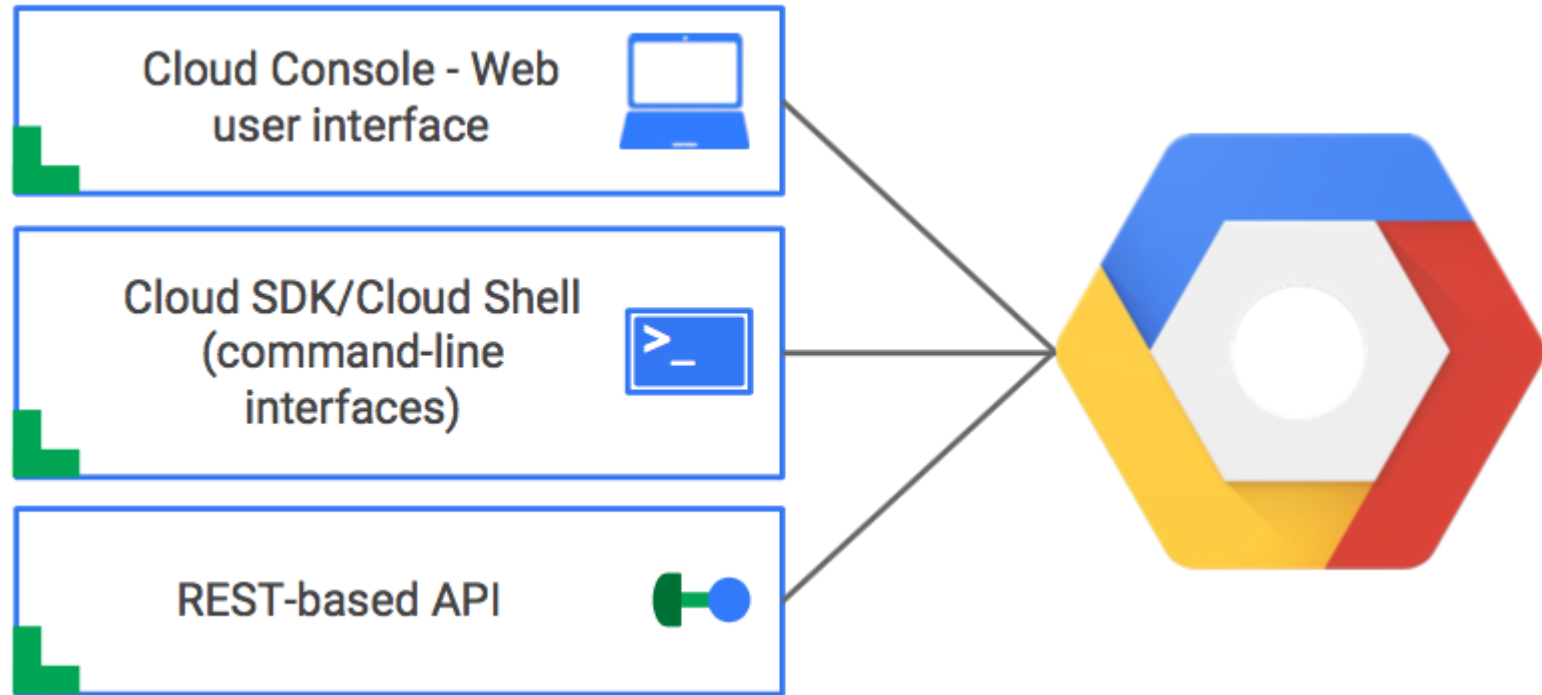 Cloud Console - Web
user interface
Cloud SDK/Cloud Shell
(command-line
interfaces)
>_
REST-based API